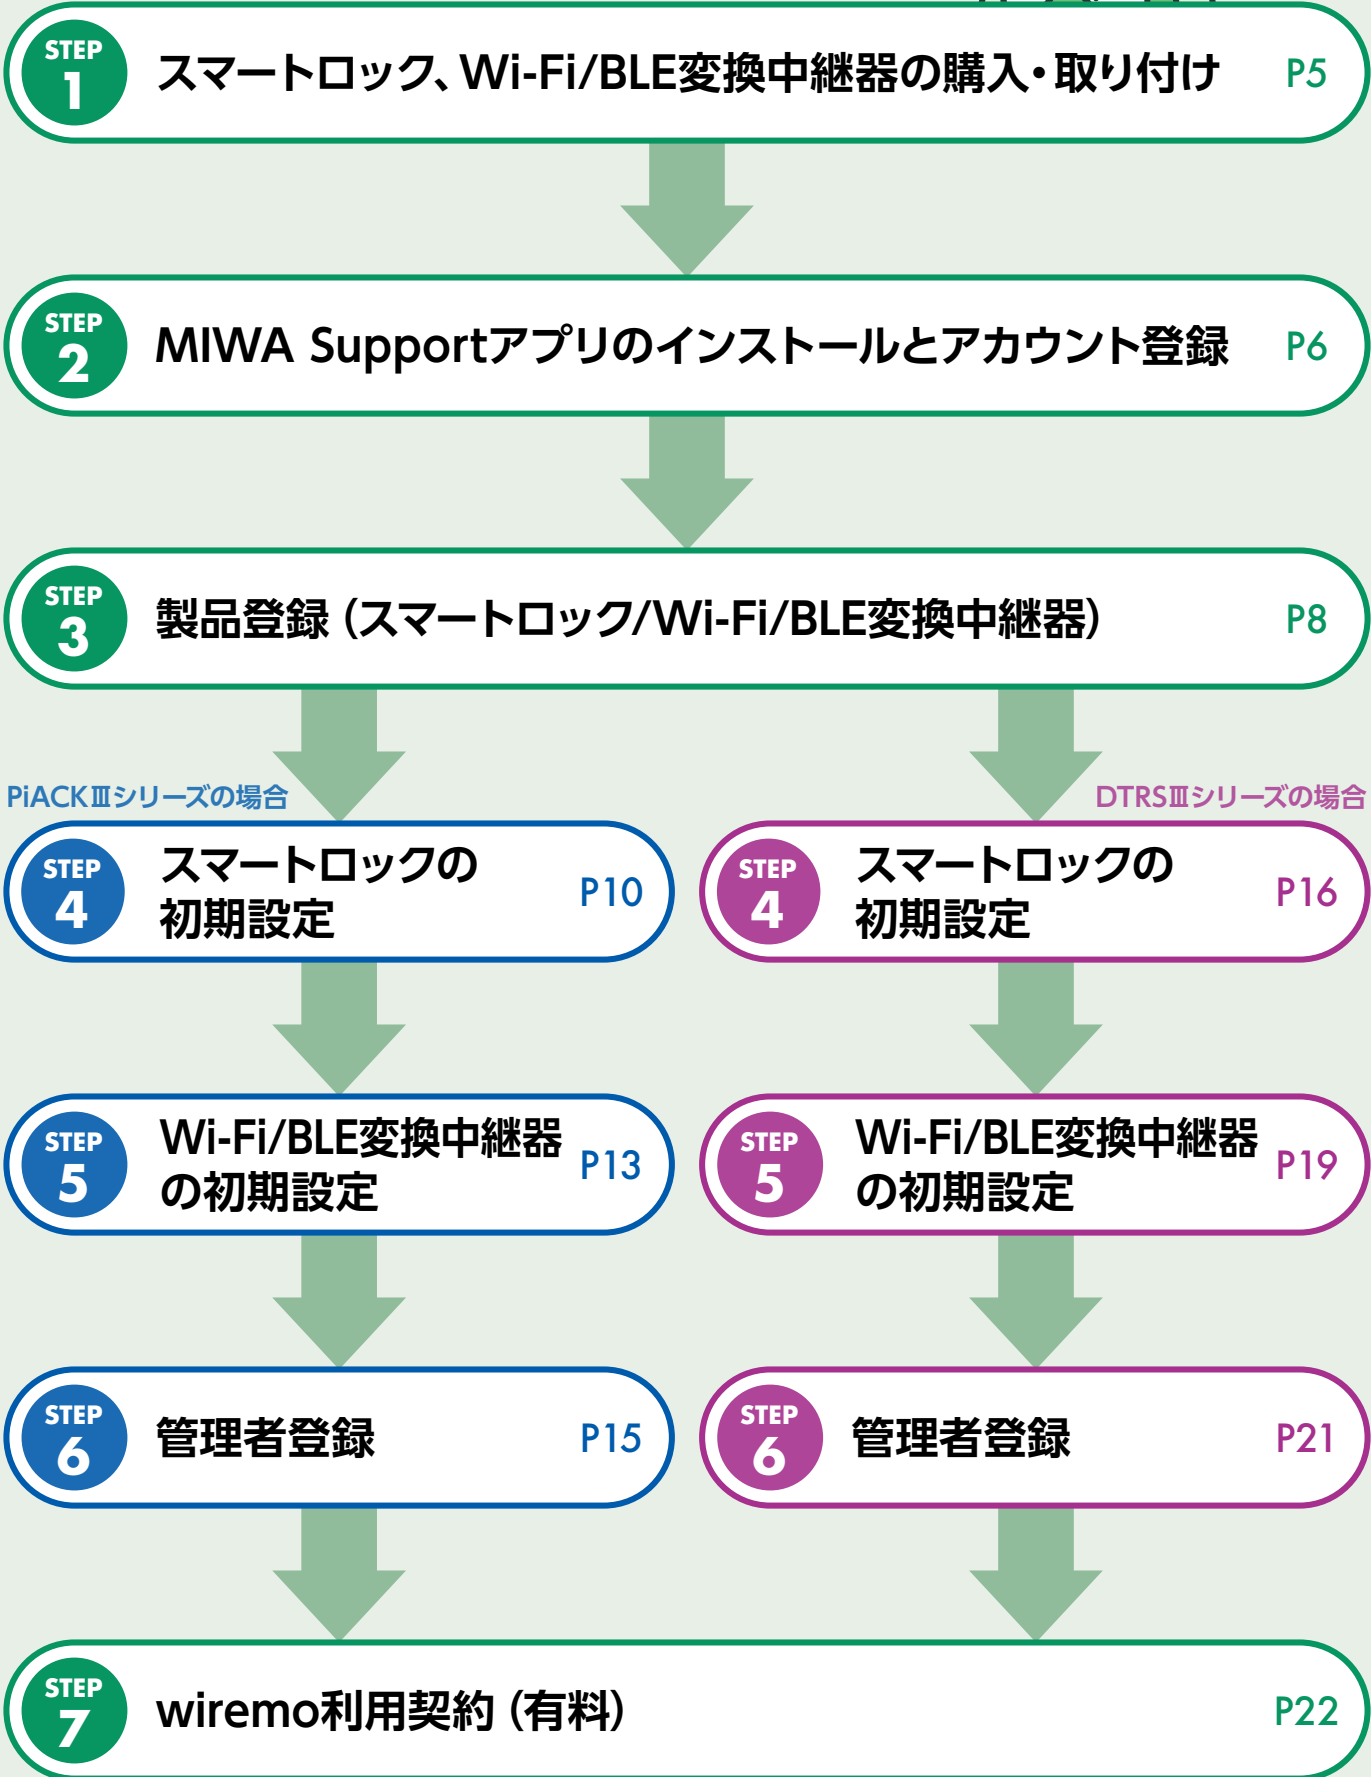 STEP 1 スマートロック、Wi-Fi/BLE変換中継器の購入・取り付け P5
STEP 2 MIWA Supportアプリのインストールとアカウント登録 P6
STEP 3 製品登録（スマートロック/Wi-Fi/BLE変換中継器） P8
PiACKⅢシリーズの場合
STEP 4 スマートロックの
初期設定 P10
STEP 5 Wi-Fi/BLE変換中継器
の初期設定 P13
STEP 6 管理者登録 P15
DTRSⅢシリーズの場合
STEP 4 スマートロックの
初期設定 P16
STEP 5 Wi-Fi/BLE変換中継器
の初期設定 P19
STEP 6 管理者登録 P21
STEP 7 wiremo利用契約（有料） P22